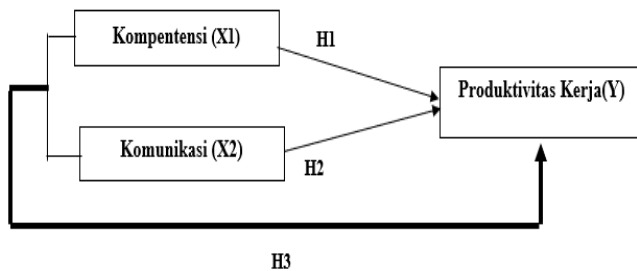 Kompentensi (X1)
H1
Produktivitas Kerja(Y)
Komunikasi (X2)
H2
H3